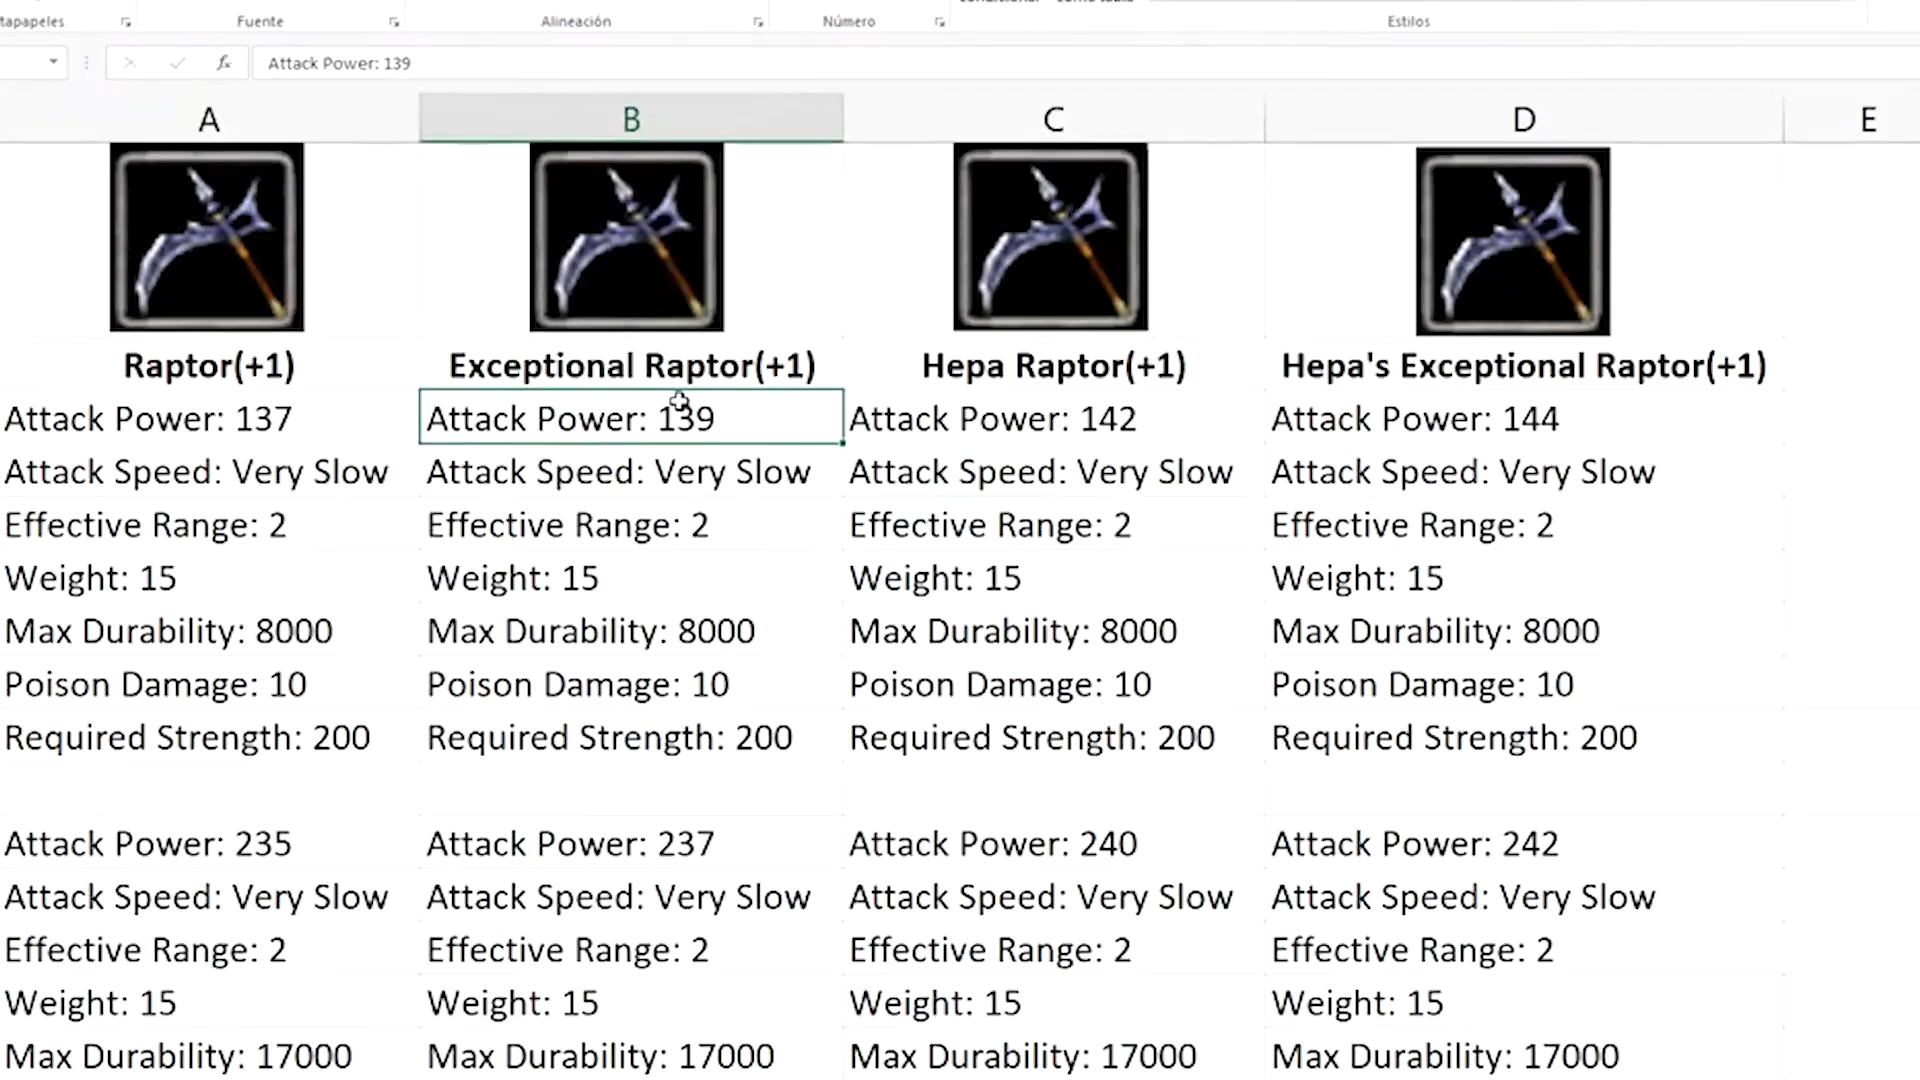 tapapeles Fuente Alineación Número Estilos
fx Attack Power: 139
A B C D E
Raptor(+1) Exceptional Raptor(+1) Hepa Raptor(+1) Hepa's Exceptional Raptor(+1)
Attack Power: 137 Attack Power: 139 Attack Power: 142 Attack Power: 144
Attack Speed: Very Slow Attack Speed: Very Slow Attack Speed: Very Slow Attack Speed: Very Slow
Effective Range: 2 Effective Range: 2 Effective Range: 2 Effective Range: 2
Weight: 15 Weight: 15 Weight: 15 Weight: 15
Max Durability: 8000 Max Durability: 8000 Max Durability: 8000 Max Durability: 8000
Poison Damage: 10 Poison Damage: 10 Poison Damage: 10 Poison Damage: 10
Required Strength: 200 Required Strength: 200 Required Strength: 200 Required Strength: 200
Attack Power: 235 Attack Power: 237 Attack Power: 240 Attack Power: 242
Attack Speed: Very Slow Attack Speed: Very Slow Attack Speed: Very Slow Attack Speed: Very Slow
Effective Range: 2 Effective Range: 2 Effective Range: 2 Effective Range: 2
Weight: 15 Weight: 15 Weight: 15 Weight: 15
Max Durability: 17000 Max Durability: 17000 Max Durability: 17000 Max Durability: 17000